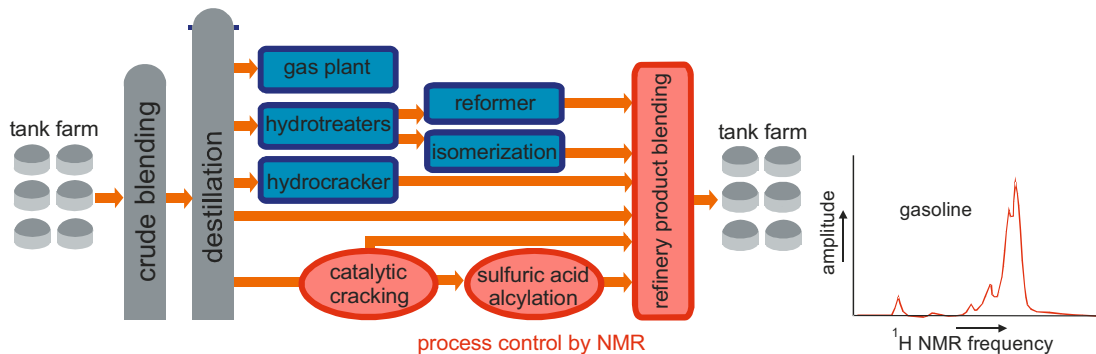 tank farm
crude blending
destillation
gas plant
hydrotreaters
hydrocracker
reformer
isomerization
catalytic
cracking
sulfuric acid
alcylation
process control by NMR
refinery product blending
tank farm
amplitude
gasoline
¹H NMR frequency